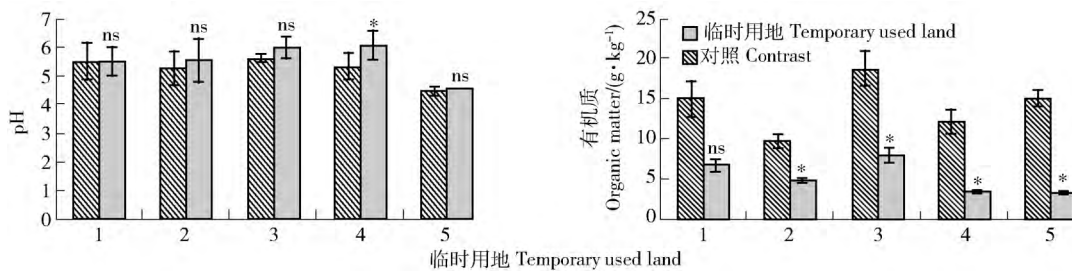 7
6
5
4
3
2
1
0
pH
ns
ns
ns
*
ns
1
2
3
4
5
25
20
15
10
5
0
有机质
Organic matter/(g·kg⁻¹)
临时用地 Temporary used land
对照 Contrast
ns
*
*
*
*
1
2
3
4
5
临时用地 Temporary used land